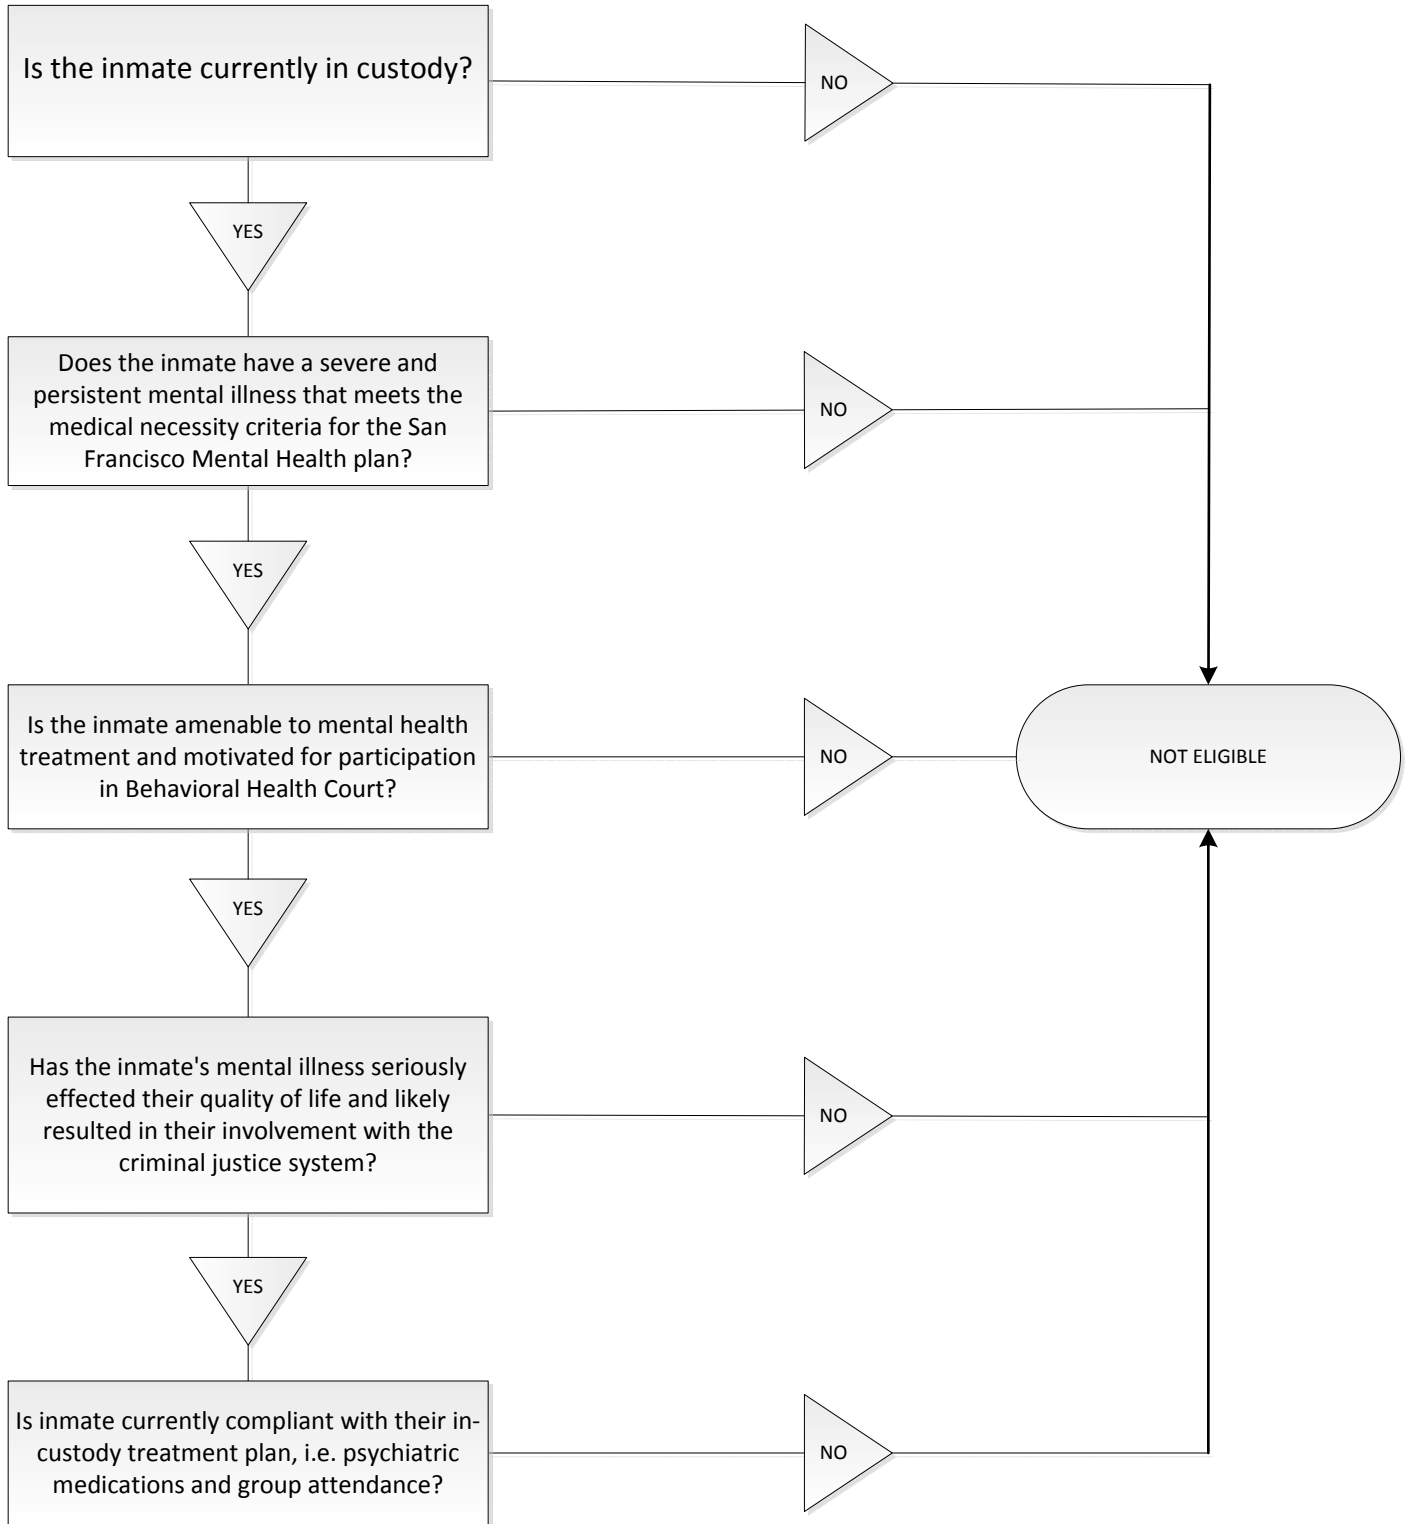 Is the inmate currently in custody?
NO
YES
Does the inmate have a severe and
persistent mental illness that meets the
medical necessity criteria for the San
Francisco Mental Health plan?
NO
YES
Is the inmate amenable to mental health
treatment and motivated for participation
in Behavioral Health Court?
NO
NOT ELIGIBLE
YES
Has the inmate's mental illness seriously
effected their quality of life and likely
resulted in their involvement with the
criminal justice system?
NO
YES
Is inmate currently compliant with their in-
custody treatment plan, i.e. psychiatric
medications and group attendance?
NO